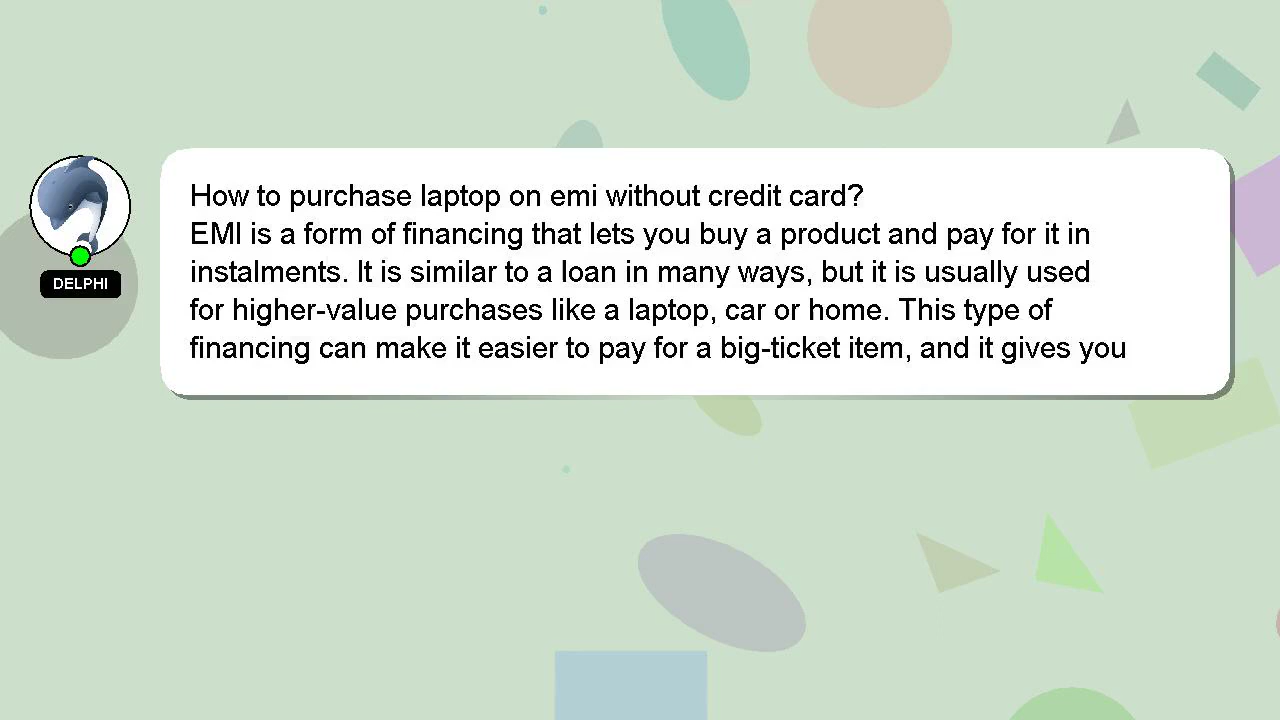 How to purchase laptop on emi without credit card?
EMI is a form of financing that lets you buy a product and pay for it in
instalments. It is similar to a loan in many ways, but it is usually used
for higher-value purchases like a laptop, car or home. This type of
financing can make it easier to pay for a big-ticket item, and it gives you
DELPHI